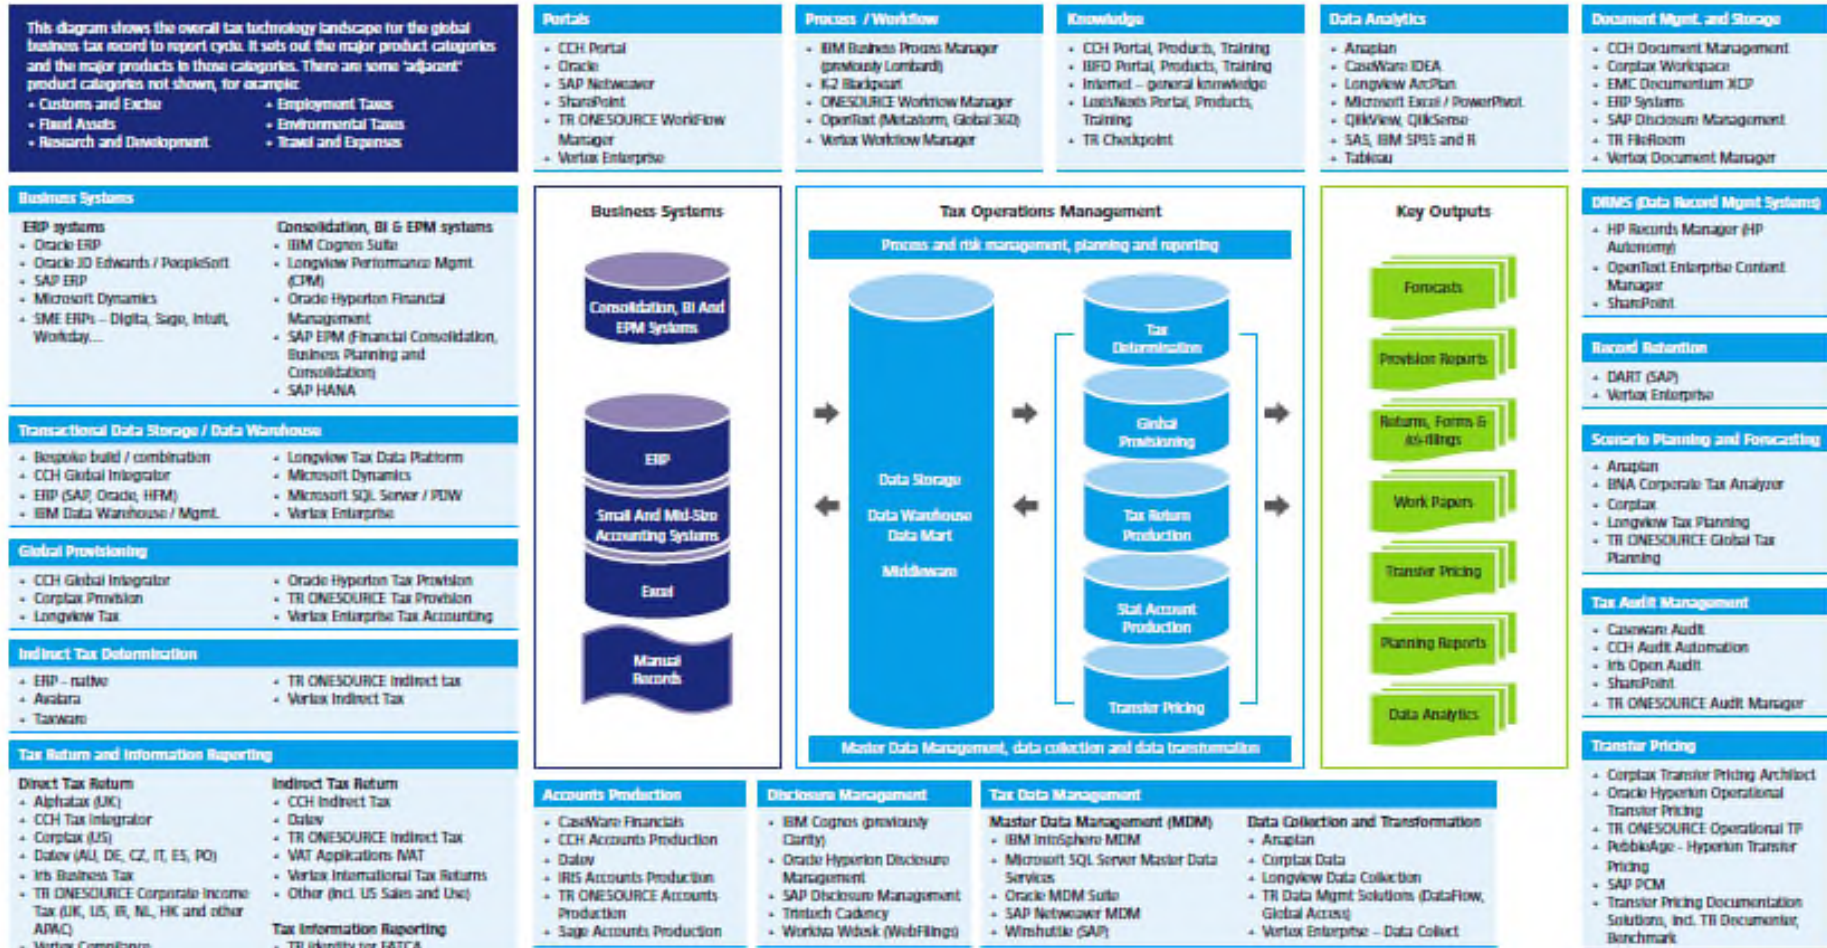 This diagram shows the overall tax technology landscape for the global
business tax record to report cycle. It sets out the major product categories
and the major products in those categories. There are some 'adjacent'
product categories not shown, for example:
• Customs and Excise
• Fixed Assets
• Research and Development
• Employment Taxes
• Environmental Taxes
• Travel and Expenses
Portals
• CCH Portal
• Oracle
• SAP Netweaver
• SharePoint
• TR ONESOURCE WorkFlow
Manager
• Vertex Enterprise
Process / Workflow
• IBM Business Process Manager
(previously Lombardi)
• K-2 Blackpearl
• ONESOURCE Workflow Manager
• OpenText (Metastorm, Global 360)
• Vertex Workflow Manager
Knowledge
• CCH Portal, Products, Training
• IBFD Portal, Products, Training
• Internet – general knowledge
• LexisNexis Portal, Products,
Training
• TR Checkpoint
Data Analytics
• Anaplan
• CaseWare IDEA
• Longview ArcPlan
• Microsoft Excel / PowerPivot
• QlikView, QlikSense
• SAS, IBM SPSS and R
• Tableau
Document Mgmt. and Storage
• CCH Document Management
• Corptax Workspace
• EMC Documentum XCP
• ERP Systems
• SAP Disclosure Management
• TR FileRoom
• Vertex Document Manager
Business Systems
ERP systems
• Oracle ERP
• Oracle JD Edwards / PeopleSoft
• SAP ERP
• Microsoft Dynamics
• SME ERPs – Digita, Sage, Intuit,
Workday....
Consolidation, BI & EPM systems
• IBM Cognos Suite
• Longview Performance Mgmt.
(CPM)
• Oracle Hyperion Financial
Management
• SAP EPM (Financial Consolidation,
Business Planning and
Consolidation)
• SAP HANA
Transactional Data Storage / Data Warehouse
• Bespoke build / combination
• CCH Global Integrator
• ERP (SAP, Oracle, HFM)
• IBM Data Warehouse / Mgmt.
• Longview Tax Data Platform
• Microsoft Dynamics
• Microsoft SQL Server / PDW
• Vertex Enterprise
Global Provisioning
• CCH Global Integrator
• Corptax Provision
• Longview Tax
• Oracle Hyperion Tax Provision
• TR ONESOURCE Tax Provision
• Vertex Enterprise Tax Accounting
Indirect Tax Determination
• ERP – native
• Avalara
• Taxware
• TR ONESOURCE Indirect tax
• Vertex Indirect Tax
Tax Return and Information Reporting
Direct Tax Return
• Alphatax (UK)
• CCH Tax Integrator
• Corptax (US)
• Datev (AU, DE, CZ, IT, ES, PO)
• Iris Business Tax
• TR ONESOURCE Corporate Income
Tax (UK, US, IR, NL, HK and other
APAC)
• Vertex Compliance
Indirect Tax Return
• CCH Indirect Tax
• Datev
• TR ONESOURCE Indirect Tax
• VAT Applications iVAT
• Vertex International Tax Returns
• Other (Incl. US Sales and Use)
Tax Information Reporting
• TR Identity for FATCA
Business Systems
Consolidation, BI And
EPM Systems
ERP
Small And Mid-Size
Accounting Systems
Excel
Manual
Records
Tax Operations Management
Process and risk management, planning and reporting
Data Storage
Data Warehouse
Data Mart
Middleware
Tax
Determination
Global
Provisioning
Tax Return
Production
Stat Account
Production
Transfer Pricing
Master Data Management, data collection and data transformation
Key Outputs
Forecasts
Provision Reports
Returns, Forms &
(e)-filings
Work Papers
Transfer Pricing
Planning Reports
Data Analytics
DRMS (Data Record Mgmt Systems)
• HP Records Manager (HP
Autonomy)
• OpenText Enterprise Content
Manager
• SharePoint
Record Retention
• DART (SAP)
• Vertex Enterprise
Scenario Planning and Forecasting
• Anaplan
• BNA Corporate Tax Analyzer
• Corptax
• Longview Tax Planning
• TR ONESOURCE Global Tax
Planning
Tax Audit Management
• Caseware Audit
• CCH Audit Automation
• Iris Open Audit
• SharePoint
• TR ONESOURCE Audit Manager
Transfer Pricing
• Corptax Transfer Pricing Architect
• Oracle Hyperion Operational
Transfer Pricing
• TR ONESOURCE Operational TP
• PebbleAge – Hyperion Transfer
Pricing
• SAP PCM
• Transfer Pricing Documentation
Solutions, incl. TR Documenter,
Benchmark
Accounts Production
• CaseWare Financials
• CCH Accounts Production
• Datev
• IRIS Accounts Production
• TR ONESOURCE Accounts
Production
• Sage Accounts Production
Disclosure Management
• IBM Cognos (previously
Clarity)
• Oracle Hyperion Disclosure
Management
• SAP Disclosure Management
• Trintech Cadency
• Workiva Wdesk (WebFilings)
Tax Data Management
Master Data Management (MDM)
• IBM InfoSphere MDM
• Microsoft SQL Server Master Data
Services
• Oracle MDM Suite
• SAP Netweaver MDM
• Winshuttle (SAP)
Data Collection and Transformation
• Anaplan
• Corptax Data
• Longview Data Collection
• TR Data Mgmt Solutions (DataFlow,
Global Access)
• Vertex Enterprise – Data Collect